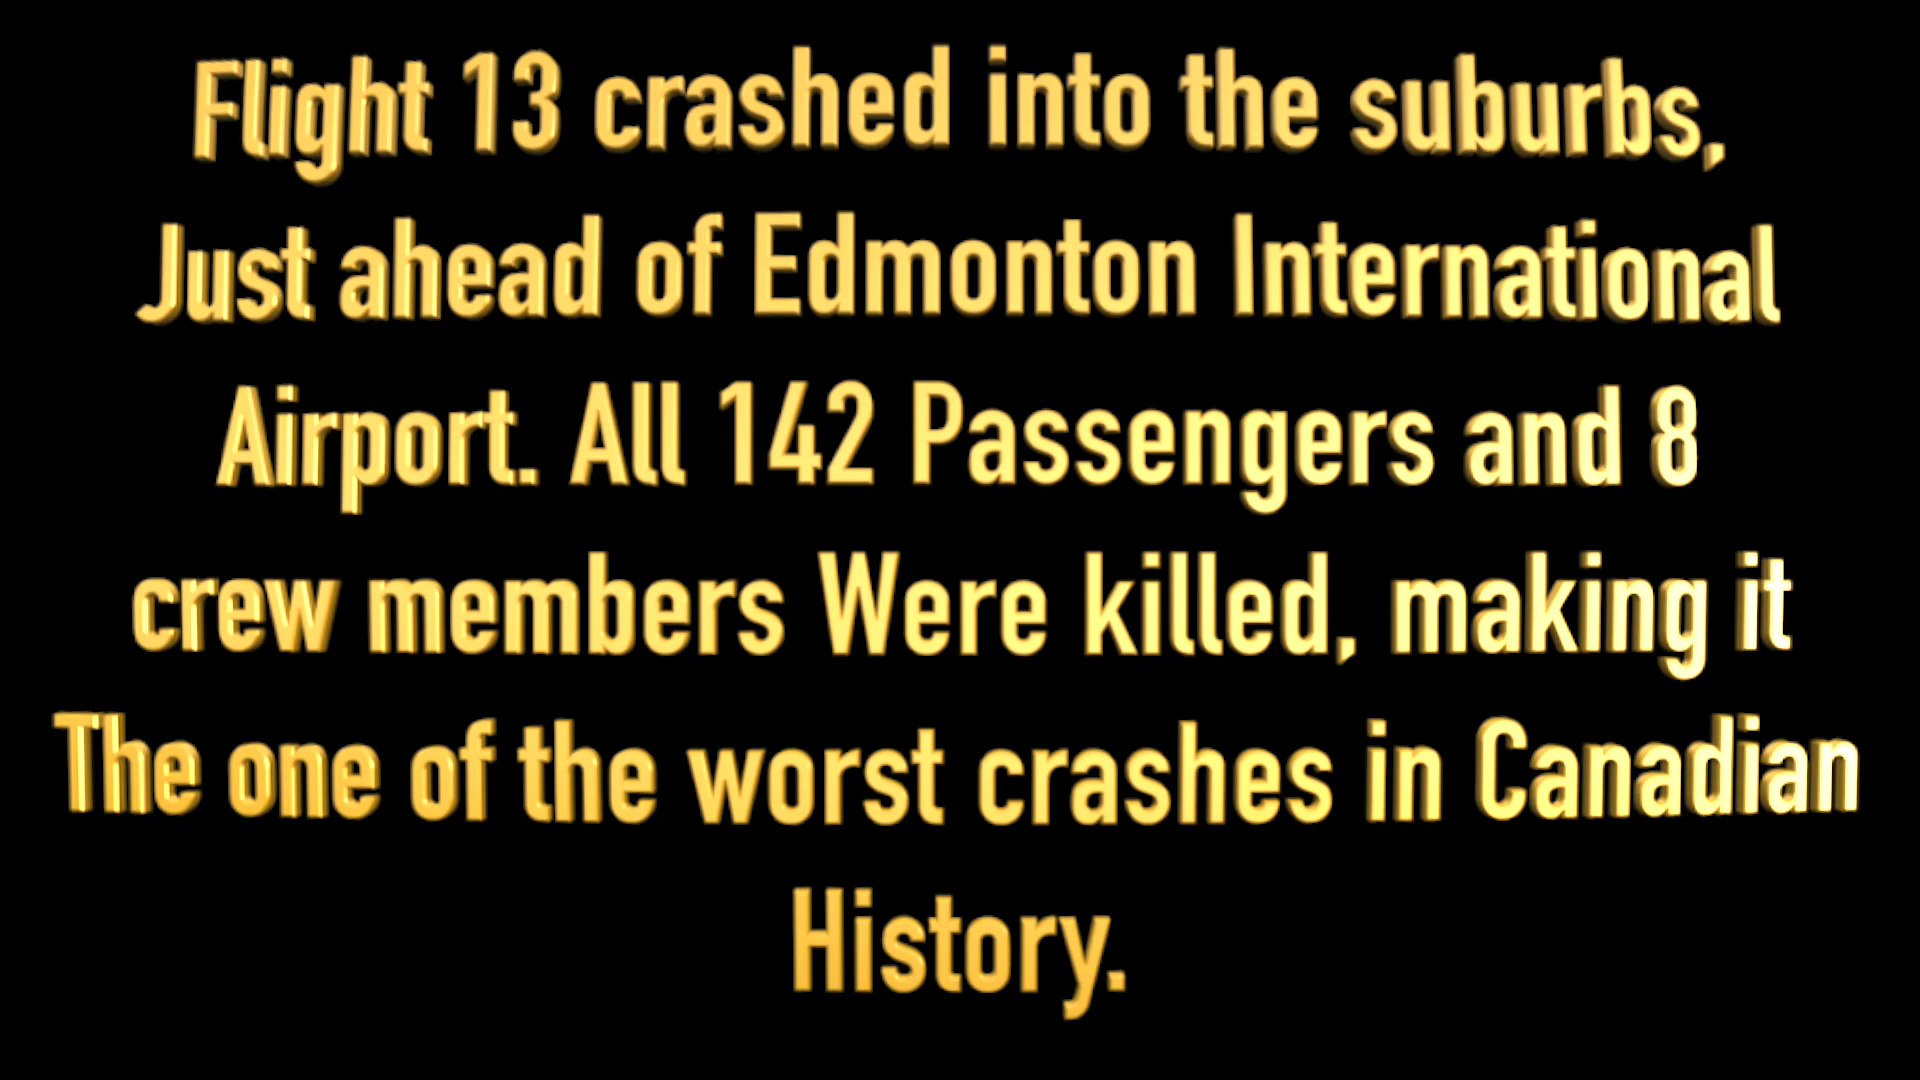 Flight 13 crashed into the suburbs,
Just ahead of Edmonton International
Airport. All 142 Passengers and 8
crew members Were killed, making it
The one of the worst crashes in Canadian
History.